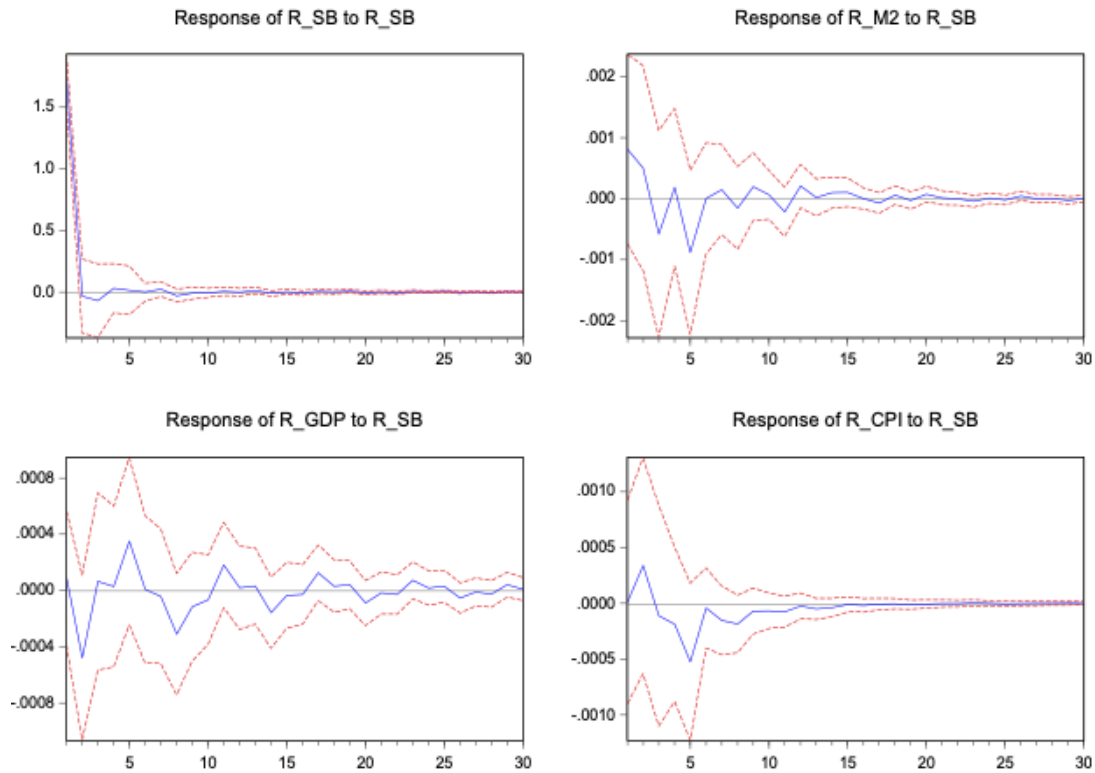 Response of R_SB to R_SB
1.5
1.0
0.5
0.0
5 10 15 20 25 30
Response of R_M2 to R_SB
.002
.001
.000
-.001
-.002
5 10 15 20 25 30
Response of R_GDP to R_SB
.0008
.0004
.0000
-.0004
-.0008
5 10 15 20 25 30
Response of R_CPI to R_SB
.0010
.0005
.0000
-.0005
-.0010
5 10 15 20 25 30